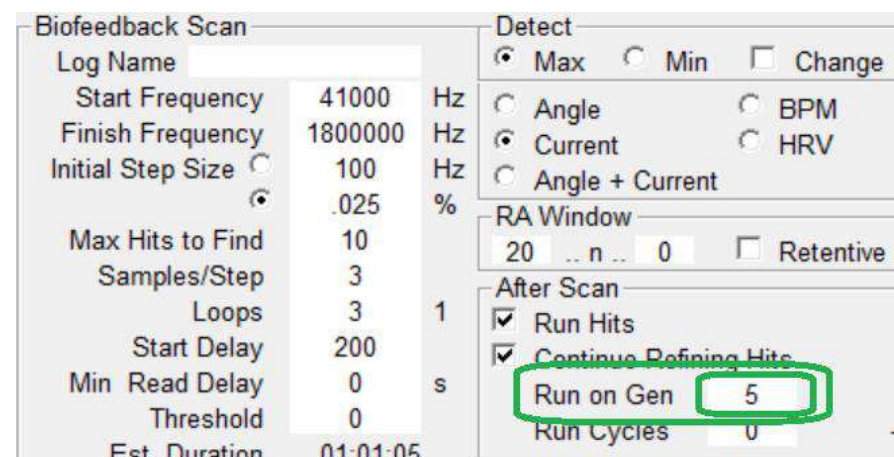 Biofeedback Scan
Log Name
Start Frequency 41000 Hz
Finish Frequency 1800000 Hz
Initial Step Size 100 Hz
.025 %
Max Hits to Find 10
Samples/Step 3
Loops 3 1
Start Delay 200
Min Read Delay 0 s
Threshold 0
Est. Duration 01:01:05
Detect
Max Min Change
Angle BPM
Current HRV
Angle + Current
RA Window
20 .. n .. 0 Retentive
After Scan
Run Hits
Continue Refining Hits
Run on Gen 5
Run Cycles 0